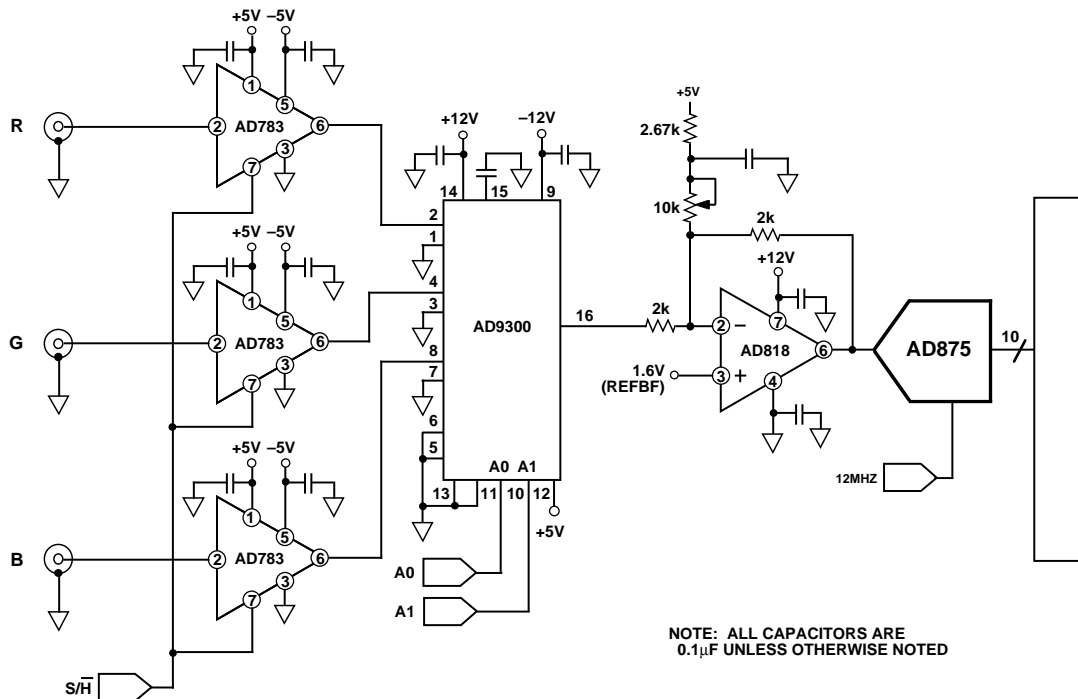 +5V –5V
1
5
R
2
AD783
6
3
7
+12V
–12V
14
15
9
+5V
2.67k
10k
2k
+5V –5V
1
5
G
2
AD783
6
3
7
2
1
4
3
8
7
6
5
AD9300
A0 A1
13
11
10
12
+5V
16
2k
+12V
7
2
–
AD818
6
1.6V
(REFBF)
3
+
4
AD875
10
12MHZ
+5V –5V
1
5
B
2
AD783
6
3
7
A0
A1
S/H̅
NOTE: ALL CAPACITORS ARE
0.1µF UNLESS OTHERWISE NOTED